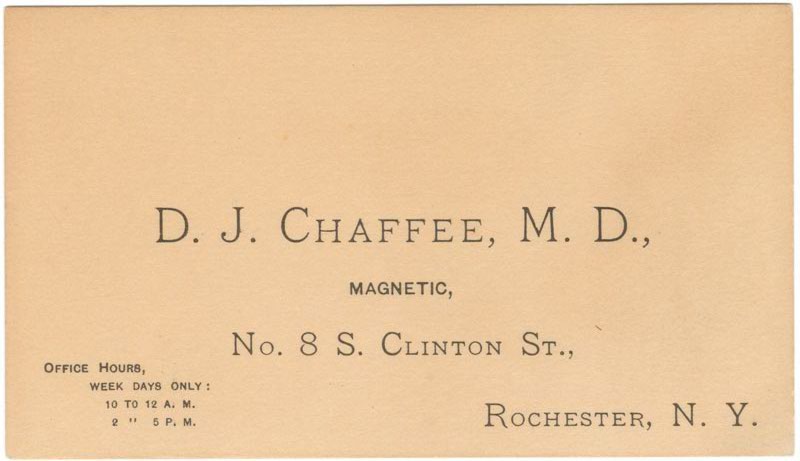 D. J. CHAFFEE, M. D.,
MAGNETIC,
No. 8 S. CLINTON ST.,
OFFICE HOURS,
WEEK DAYS ONLY:
10 TO 12 A. M.
2 " 5 P. M.
ROCHESTER, N. Y.